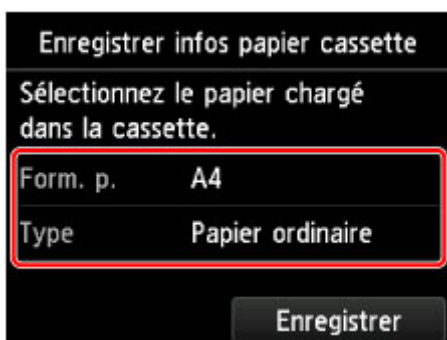 Enregistrer infos papier cassette
Sélectionnez le papier chargé
dans la cassette.
Form. p. A4
Type Papier ordinaire
Enregistrer